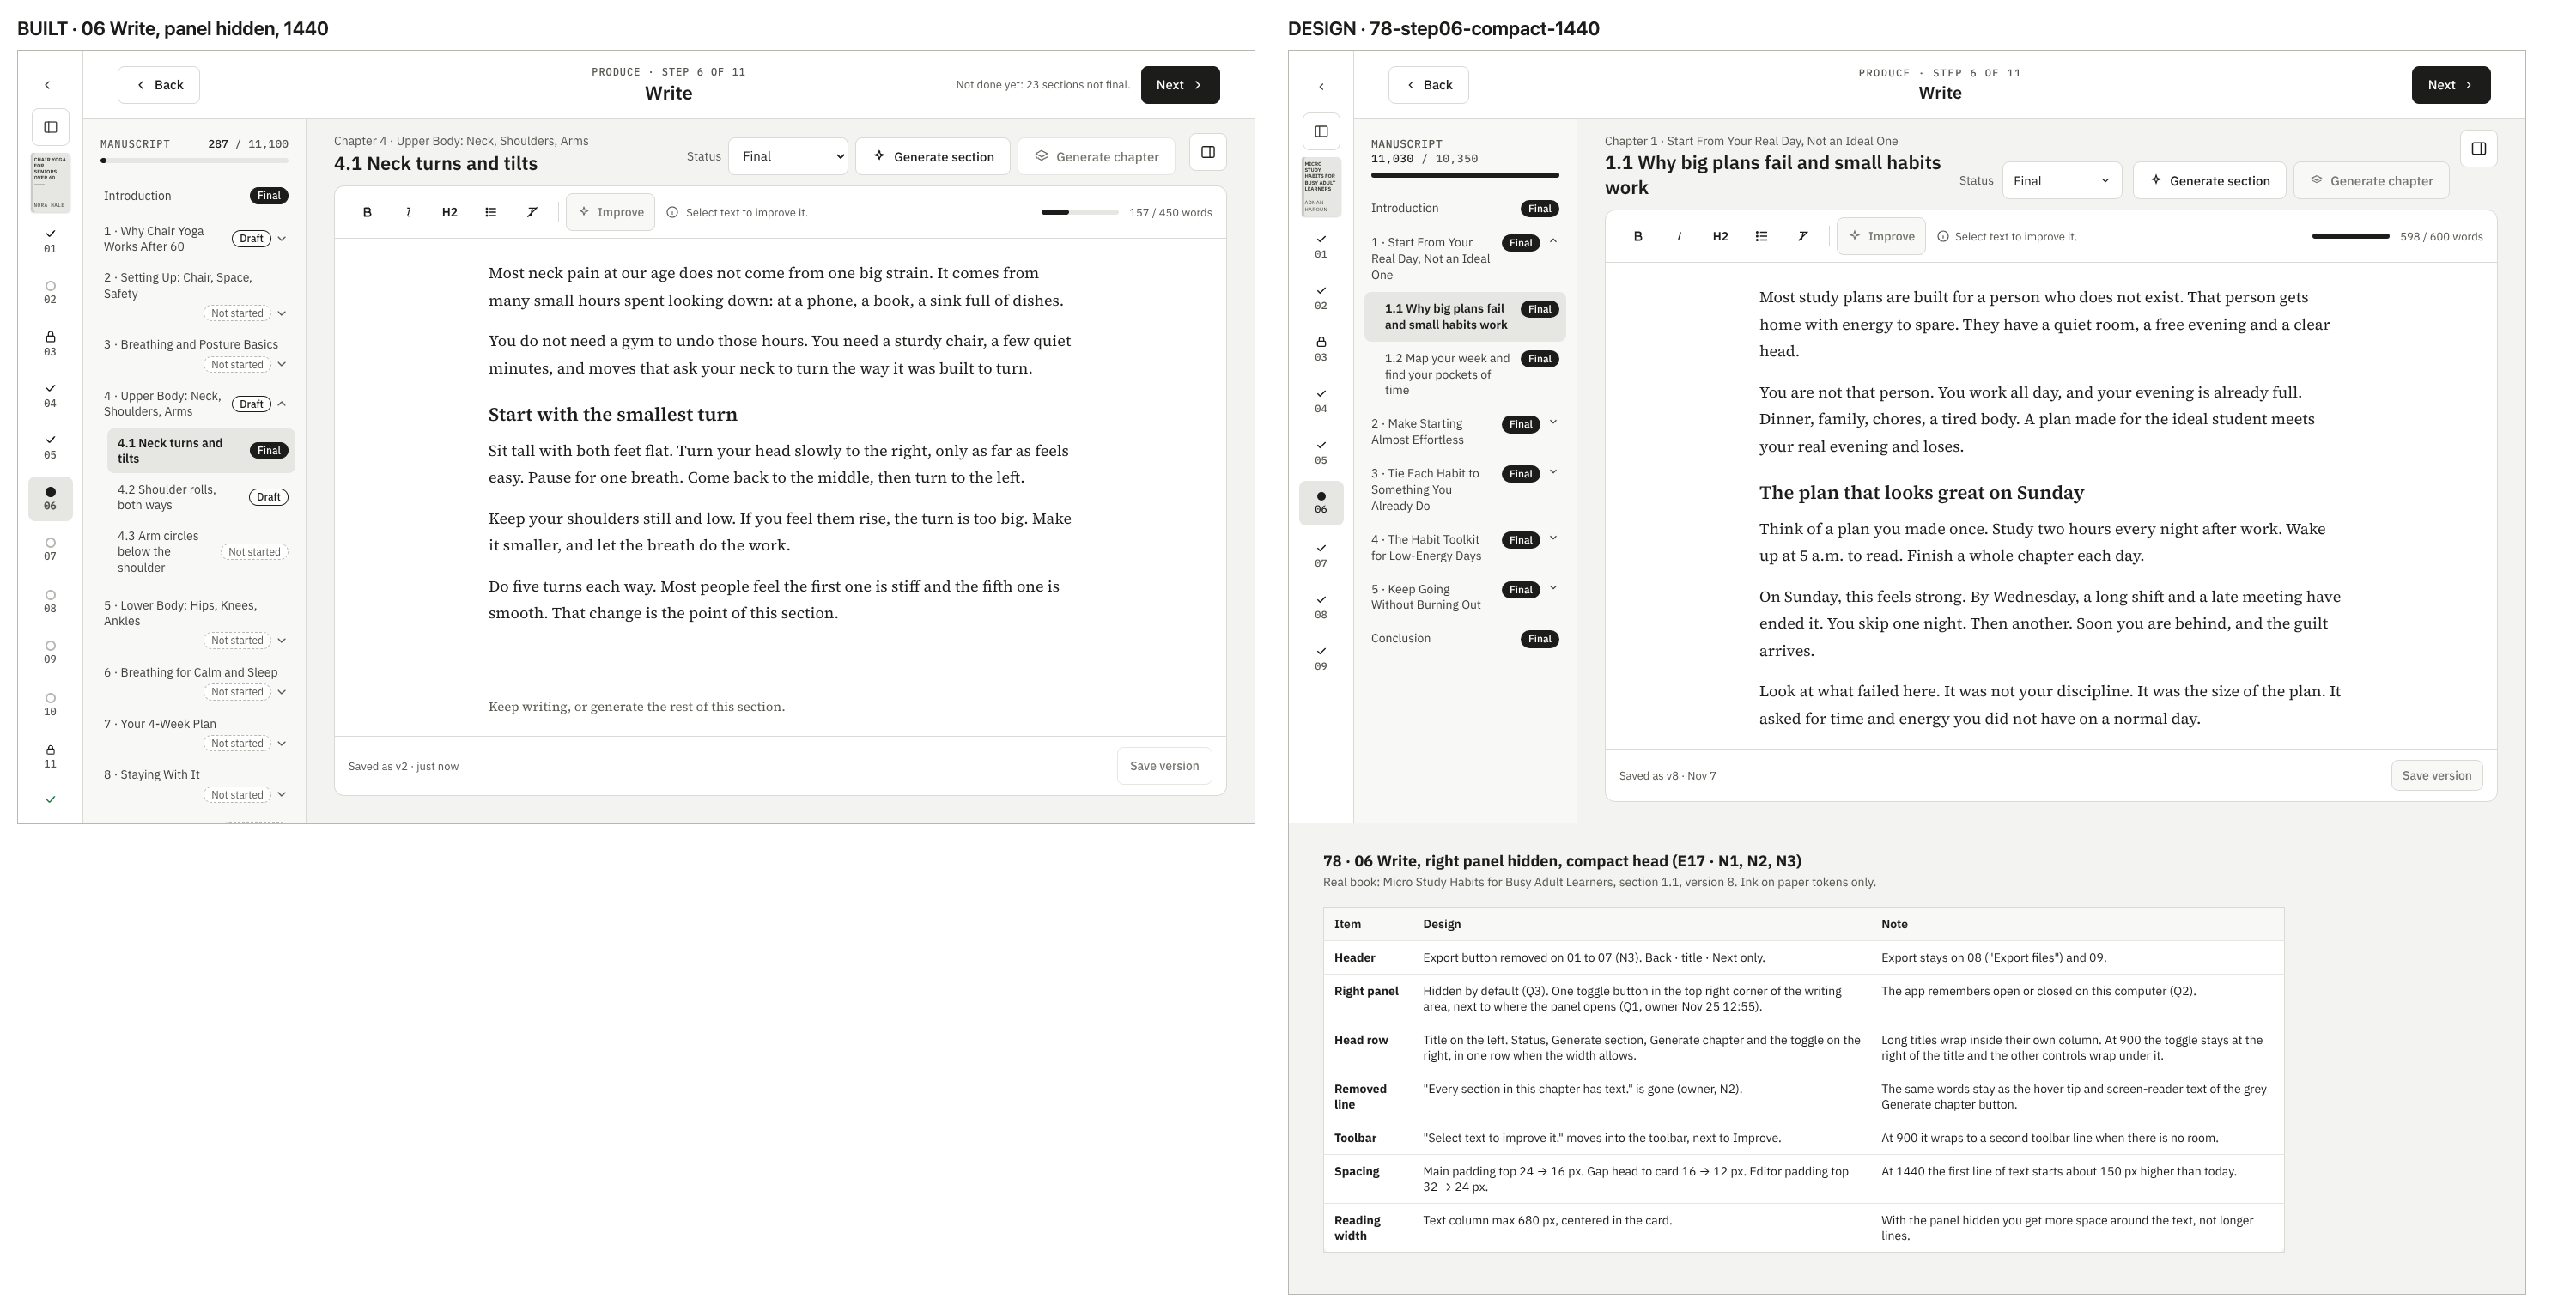 BUILT · 06 Write, panel hidden, 1440
Back
PRODUCE · STEP 6 OF 11
Write
Not done yet: 23 sections not final.
Next
CHAIR YOGA
FOR
SENIORS
OVER 60
NORA HALE
01
02
03
04
05
06
07
08
09
10
11
MANUSCRIPT 287 / 11,100
Introduction Final
1 · Why Chair Yoga
Works After 60
Draft
2 · Setting Up: Chair, Space,
Safety
Not started
3 · Breathing and Posture Basics
Not started
4 · Upper Body: Neck,
Shoulders, Arms
Draft
4.1 Neck turns and
tilts
Final
4.2 Shoulder rolls,
both ways
Draft
4.3 Arm circles
below the
shoulder
Not started
5 · Lower Body: Hips, Knees,
Ankles
Not started
6 · Breathing for Calm and Sleep
Not started
7 · Your 4-Week Plan
Not started
8 · Staying With It
Not started
Chapter 4 · Upper Body: Neck, Shoulders, Arms
4.1 Neck turns and tilts
Status Final Generate section Generate chapter
B I H2 Improve Select text to improve it. 157 / 450 words
Most neck pain at our age does not come from one big strain. It comes from
many small hours spent looking down: at a phone, a book, a sink full of dishes.
You do not need a gym to undo those hours. You need a sturdy chair, a few quiet
minutes, and moves that ask your neck to turn the way it was built to turn.
Start with the smallest turn
Sit tall with both feet flat. Turn your head slowly to the right, only as far as feels
easy. Pause for one breath. Come back to the middle, then turn to the left.
Keep your shoulders still and low. If you feel them rise, the turn is too big. Make
it smaller, and let the breath do the work.
Do five turns each way. Most people feel the first one is stiff and the fifth one is
smooth. That change is the point of this section.
Keep writing, or generate the rest of this section.
Saved as v2 · just now Save version
DESIGN · 78-step06-compact-1440
Back
PRODUCE · STEP 6 OF 11
Write
Next
MICRO
STUDY
HABITS FOR
BUSY ADULT
LEARNERS
ADNAN
HAROUN
01
02
03
04
05
06
07
08
09
MANUSCRIPT
11,030 / 10,350
Introduction Final
1 · Start From Your
Real Day, Not an Ideal
One
Final
1.1 Why big plans fail
and small habits work
Final
1.2 Map your week and
find your pockets of
time
Final
2 · Make Starting
Almost Effortless
Final
3 · Tie Each Habit to
Something You
Already Do
Final
4 · The Habit Toolkit
for Low-Energy Days
Final
5 · Keep Going
Without Burning Out
Final
Conclusion Final
Chapter 1 · Start From Your Real Day, Not an Ideal One
1.1 Why big plans fail and small habits
work
Status Final Generate section Generate chapter
B I H2 Improve Select text to improve it. 598 / 600 words
Most study plans are built for a person who does not exist. That person gets
home with energy to spare. They have a quiet room, a free evening and a clear
head.
You are not that person. You work all day, and your evening is already full.
Dinner, family, chores, a tired body. A plan made for the ideal student meets
your real evening and loses.
The plan that looks great on Sunday
Think of a plan you made once. Study two hours every night after work. Wake
up at 5 a.m. to read. Finish a whole chapter each day.
On Sunday, this feels strong. By Wednesday, a long shift and a late meeting have
ended it. You skip one night. Then another. Soon you are behind, and the guilt
arrives.
Look at what failed here. It was not your discipline. It was the size of the plan. It
asked for time and energy you did not have on a normal day.
Saved as v8 · Nov 7 Save version
78 · 06 Write, right panel hidden, compact head (E17 · N1, N2, N3)
Real book: Micro Study Habits for Busy Adult Learners, section 1.1, version 8. Ink on paper tokens only.
Item Design Note
Header Export button removed on 01 to 07 (N3). Back · title · Next only. Export stays on 08 ("Export files") and 09.
Right panel Hidden by default (Q3). One toggle button in the top right corner of the writing
area, next to where the panel opens (Q1, owner Nov 25 12:55).
The app remembers open or closed on this computer (Q2).
Head row Title on the left. Status, Generate section, Generate chapter and the toggle on the
right, in one row when the width allows.
Long titles wrap inside their own column. At 900 the toggle stays at the
right of the title and the other controls wrap under it.
Removed
line
"Every section in this chapter has text." is gone (owner, N2).
The same words stay as the hover tip and screen-reader text of the grey
Generate chapter button.
Toolbar "Select text to improve it." moves into the toolbar, next to Improve. At 900 it wraps to a second toolbar line when there is no room.
Spacing Main padding top 24 → 16 px. Gap head to card 16 → 12 px. Editor padding top
32 → 24 px.
At 1440 the first line of text starts about 150 px higher than today.
Reading
width
Text column max 680 px, centered in the card.
With the panel hidden you get more space around the text, not longer
lines.